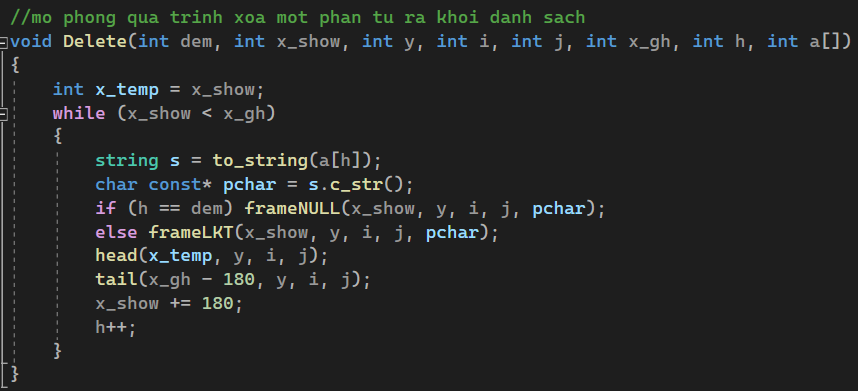 //mo phong qua trinh xoa mot phan tu ra khoi danh sach
void Delete(int dem, int x_show, int y, int i, int j, int x_gh, int h, int a[])
{
    int x_temp = x_show;
    while (x_show < x_gh)
    {
        string s = to_string(a[h]);
        char const* pchar = s.c_str();
        if (h == dem) frameNULL(x_show, y, i, j, pchar);
        else frameLKT(x_show, y, i, j, pchar);
        head(x_temp, y, i, j);
        tail(x_gh - 180, y, i, j);
        x_show += 180;
        h++;
    }
}